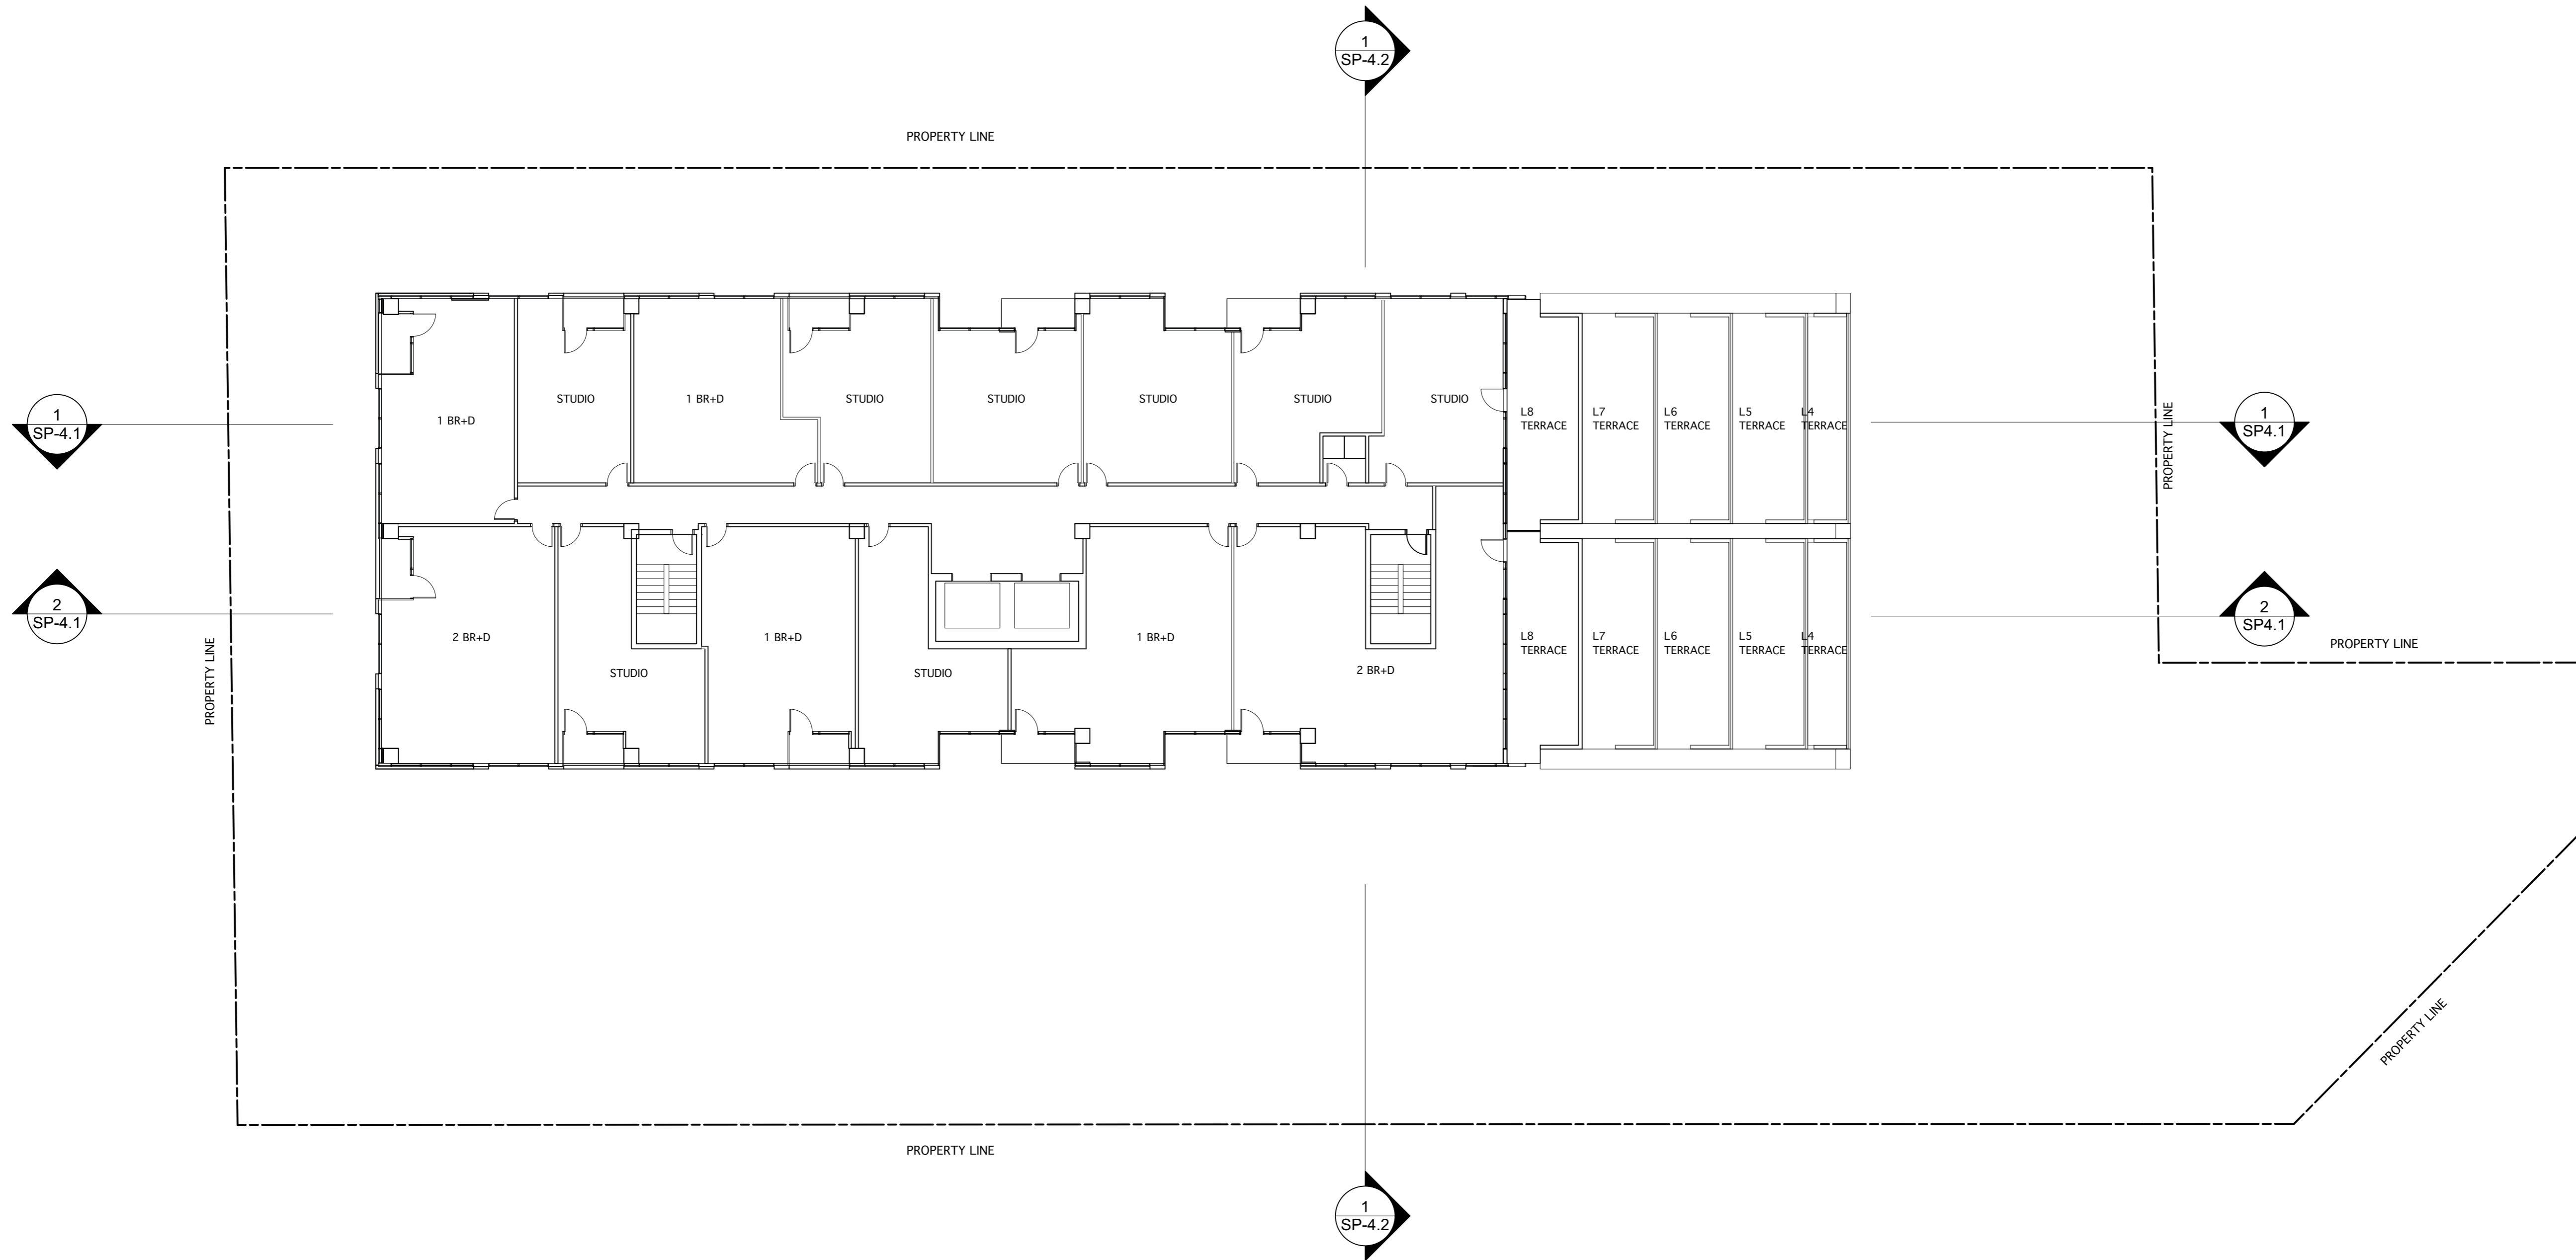 1
SP-4.2
PROPERTY LINE
STUDIO
1 BR+D
STUDIO
STUDIO
STUDIO
STUDIO
STUDIO
1 BR+D
1
SP-4.1
L8
TERRACE
L7
TERRACE
L6
TERRACE
L5
TERRACE
L4
TERRACE
PROPERTY LINE
1
SP4.1
2
SP-4.1
2 BR+D
1 BR+D
1 BR+D
STUDIO
STUDIO
2 BR+D
L8
TERRACE
L7
TERRACE
L6
TERRACE
L5
TERRACE
L4
TERRACE
2
SP4.1
PROPERTY LINE
PROPERTY LINE
PROPERTY LINE
PROPERTY LINE
1
SP-4.2